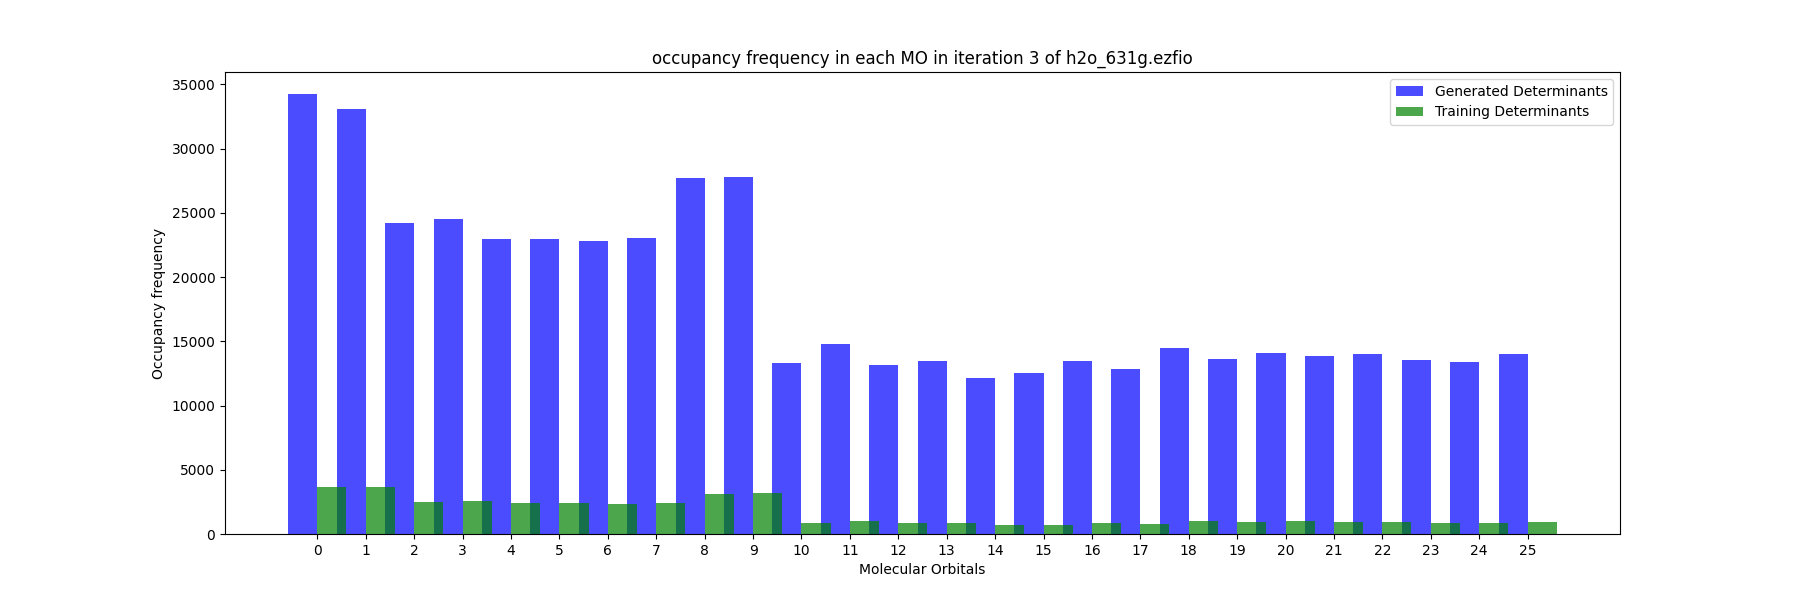 occupancy frequency in each MO in iteration 3 of h2o_631g.ezfio
Generated Determinants
Training Determinants
Occupancy frequency
35000
30000
25000
20000
15000
10000
5000
0
0 1 2 3 4 5 6 7 8 9 10 11 12 13 14 15 16 17 18 19 20 21 22 23 24 25
Molecular Orbitals